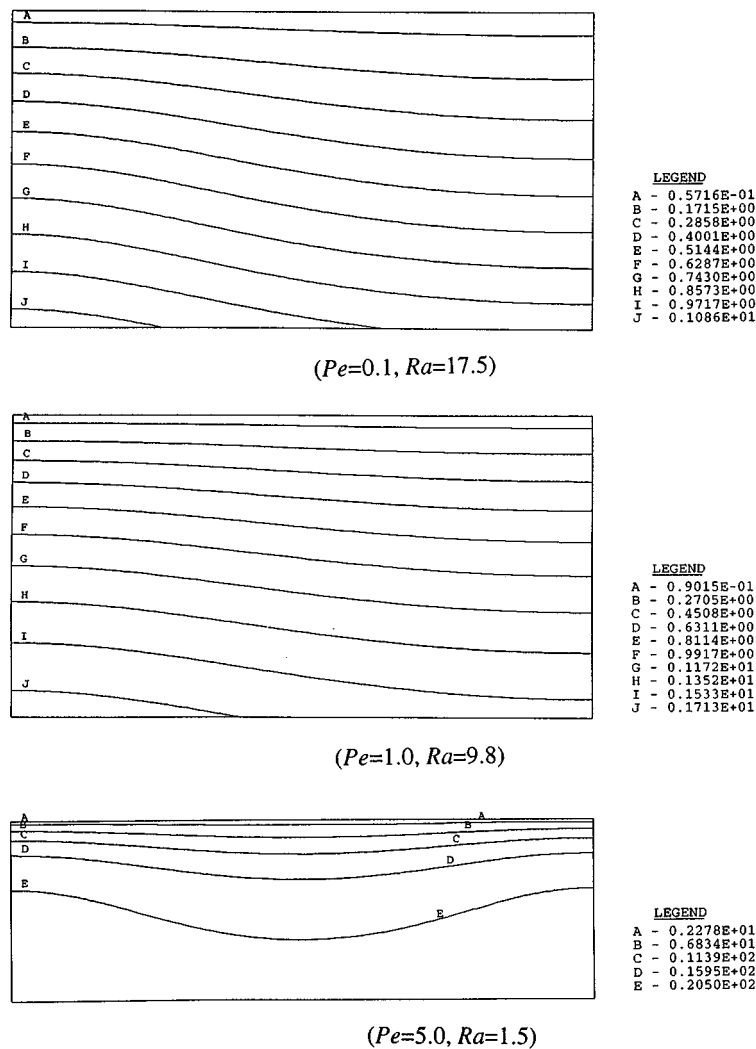 A
B
C
D
E
F
G
H
I
J
LEGEND
A - 0.5716E-01
B - 0.1715E+00
C - 0.2858E+00
D - 0.4001E+00
E - 0.5144E+00
F - 0.6287E+00
G - 0.7430E+00
H - 0.8573E+00
I - 0.9717E+00
J - 0.1086E+01
(Pe=0.1, Ra=17.5)
A
B
C
D
E
F
G
H
I
J
LEGEND
A - 0.9015E-01
B - 0.2705E+00
C - 0.4508E+00
D - 0.6311E+00
E - 0.8114E+00
F - 0.9917E+00
G - 0.1172E+01
H - 0.1352E+01
I - 0.1533E+01
J - 0.1713E+01
(Pe=1.0, Ra=9.8)
A A
B B
C C
D D
E E
LEGEND
A - 0.2278E+01
B - 0.6834E+01
C - 0.1139E+02
D - 0.1595E+02
E - 0.2050E+02
(Pe=5.0, Ra=1.5)